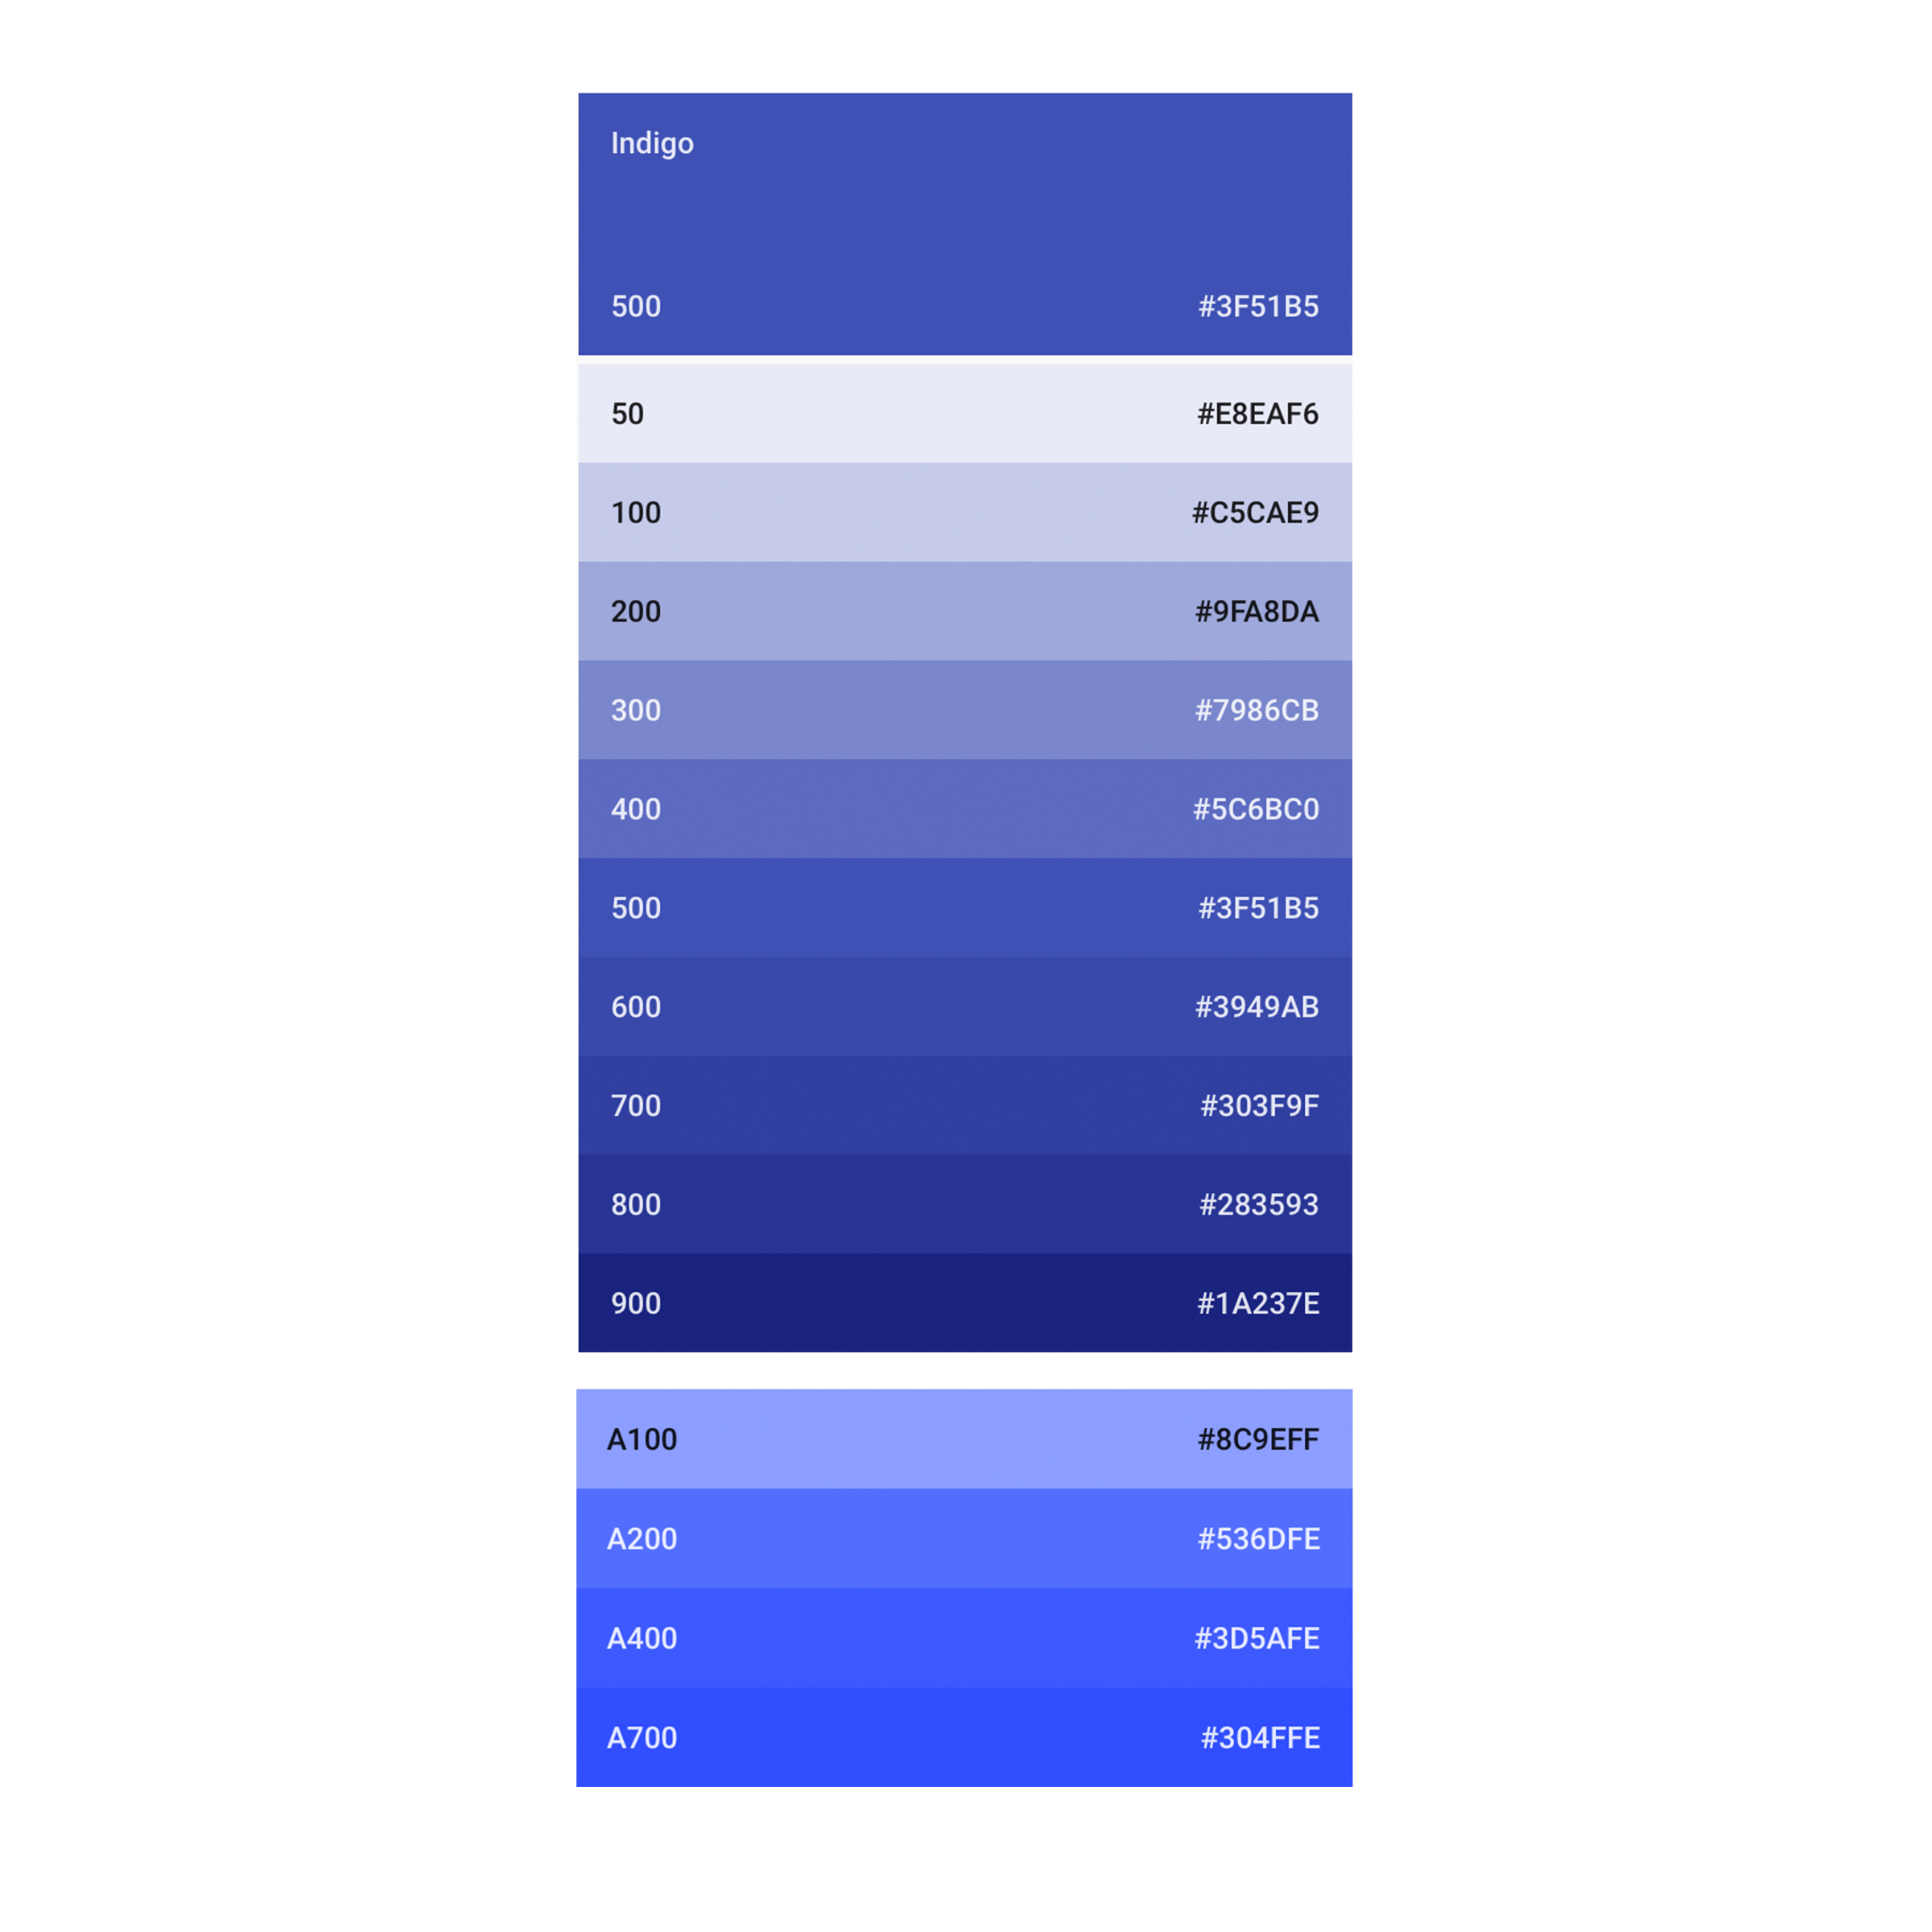 Indigo
500 #3F51B5
50 #E8EAF6
100 #C5CAE9
200 #9FA8DA
300 #7986CB
400 #5C6BC0
500 #3F51B5
600 #3949AB
700 #303F9F
800 #283593
900 #1A237E
A100 #8C9EFF
A200 #536DFE
A400 #3D5AFE
A700 #304FFE